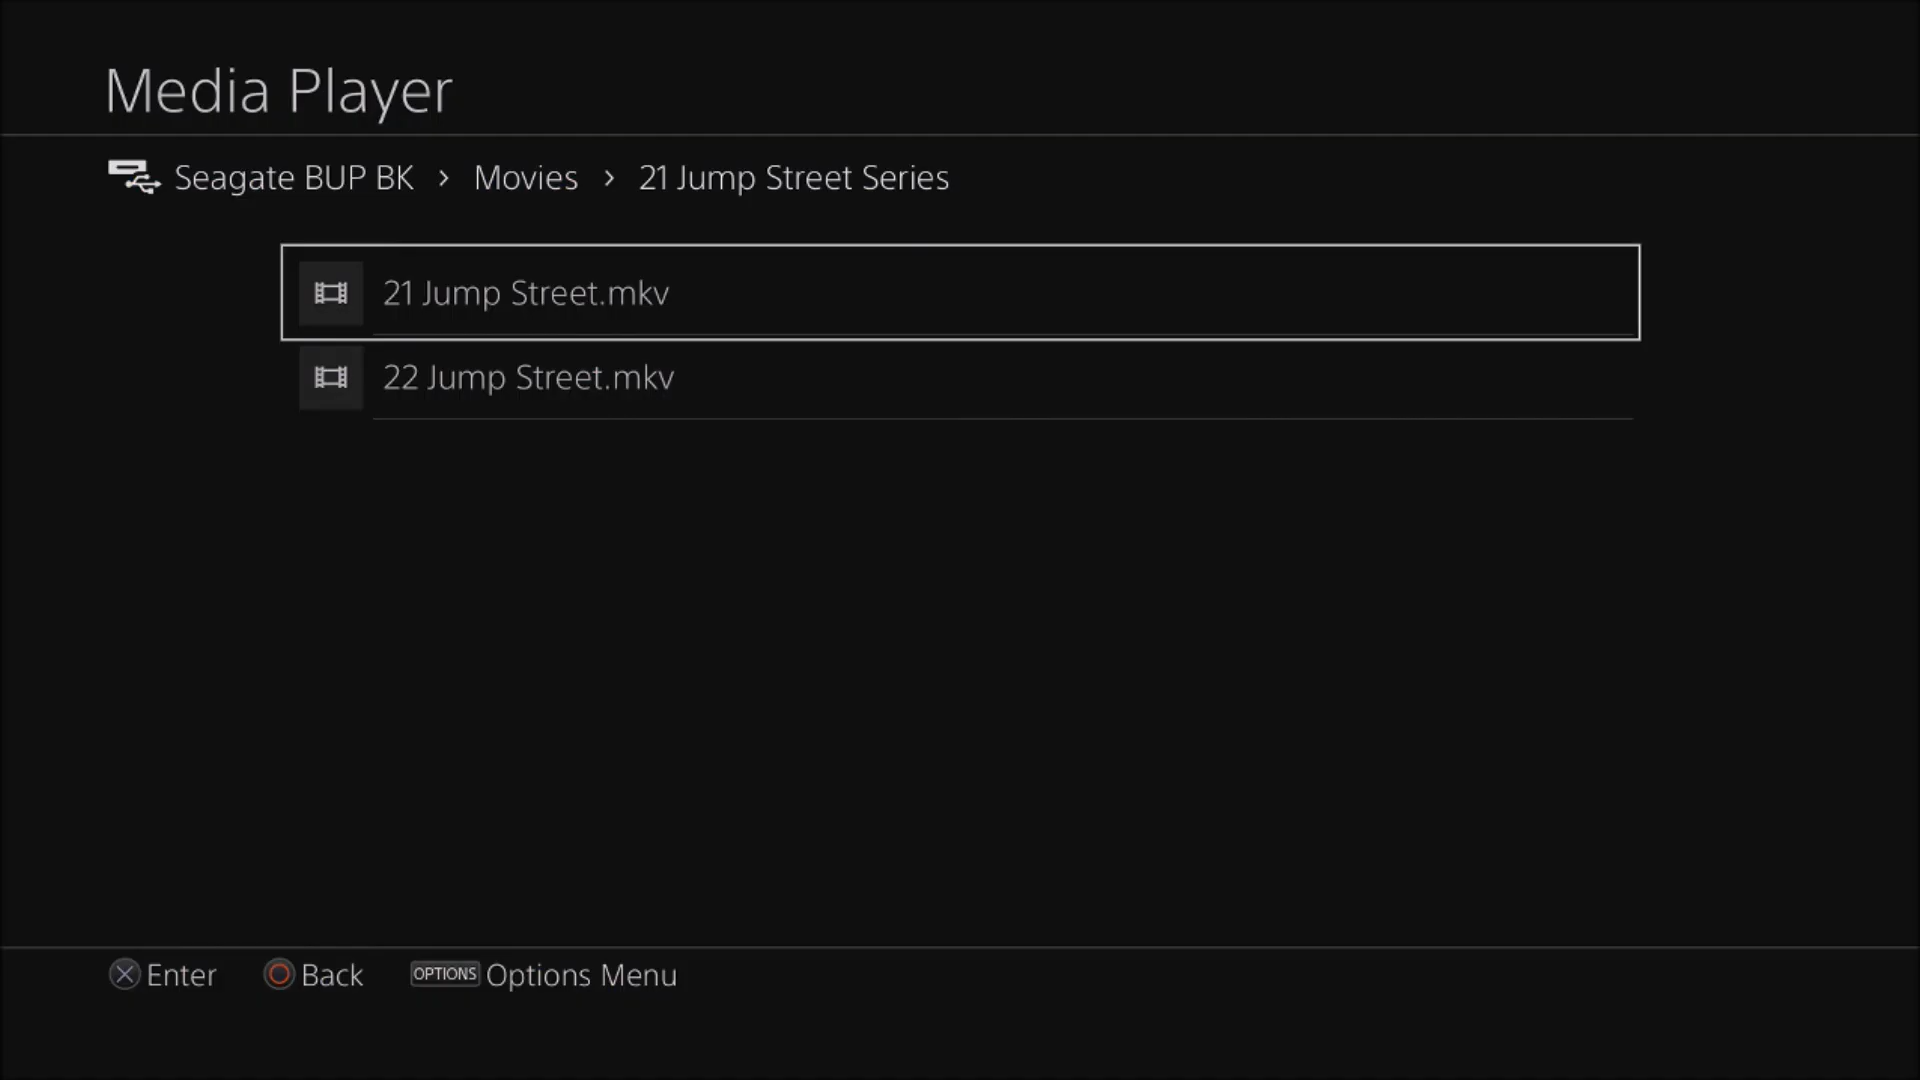 Media Player
Seagate BUP BK > Movies > 21 Jump Street Series
21 Jump Street.mkv
22 Jump Street.mkv
Enter Back OPTIONS Options Menu